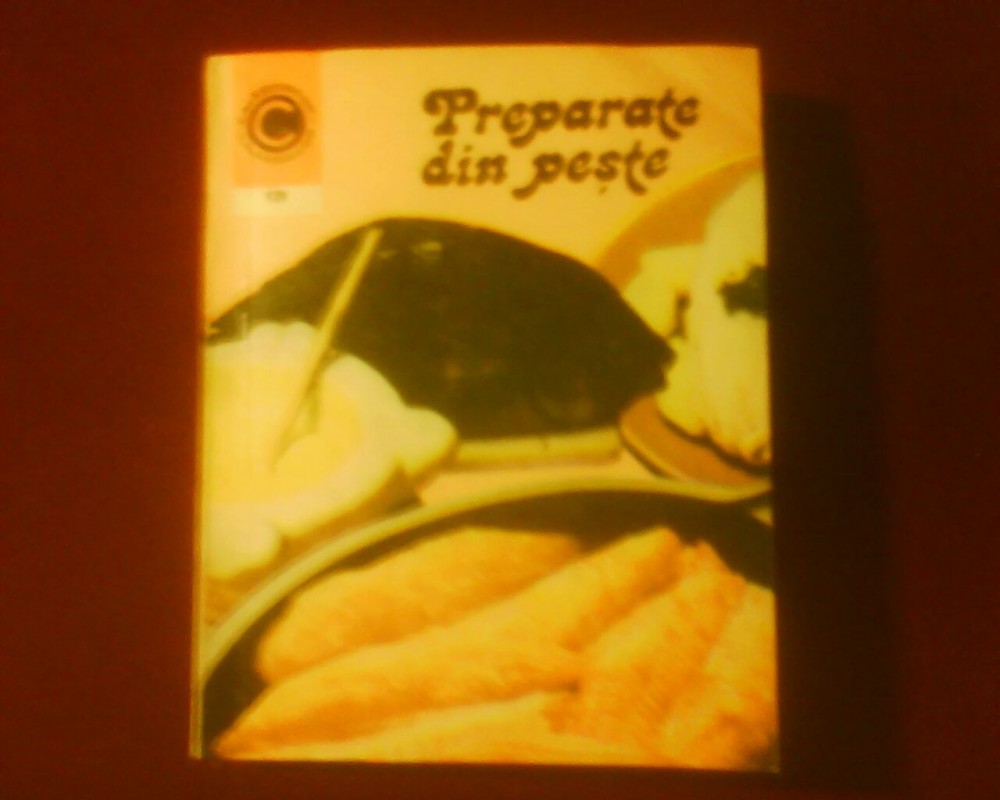 C
Preparate
din pește